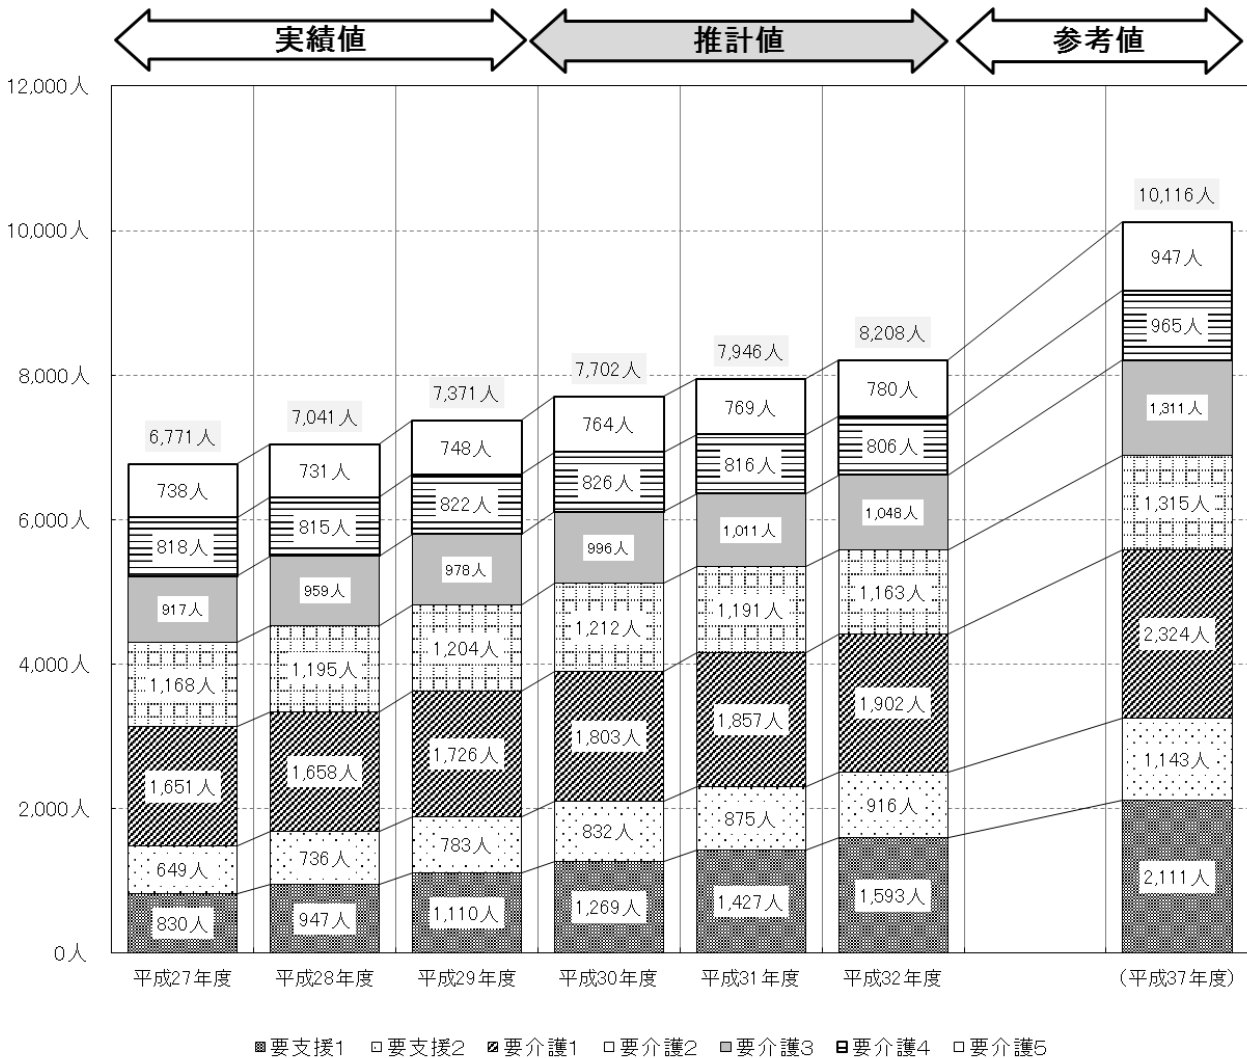 実績値 推計値 参考値
12,000人
10,116人
10,000人
947人
965人
8,208人
7,946人
7,702人
8,000人
7,371人
7,041人
6,771人
780人
769人
764人
748人
731人
738人
1,311人
806人
816人
826人
822人
815人
818人
6,000人
1,315人
1,048人
1,011人
996人
978人
959人
917人
1,163人
1,191人
1,212人
1,204人
1,195人
1,168人
4,000人
2,324人
1,902人
1,857人
1,803人
1,726人
1,658人
1,651人
2,000人
1,143人
916人
875人
832人
783人
736人
649人
2,111人
1,593人
1,427人
1,269人
1,110人
947人
830人
0人
平成27年度 平成28年度 平成29年度 平成30年度 平成31年度 平成32年度 (平成37年度)
要支援1 要支援2 要介護1 要介護2 要介護3 要介護4 要介護5